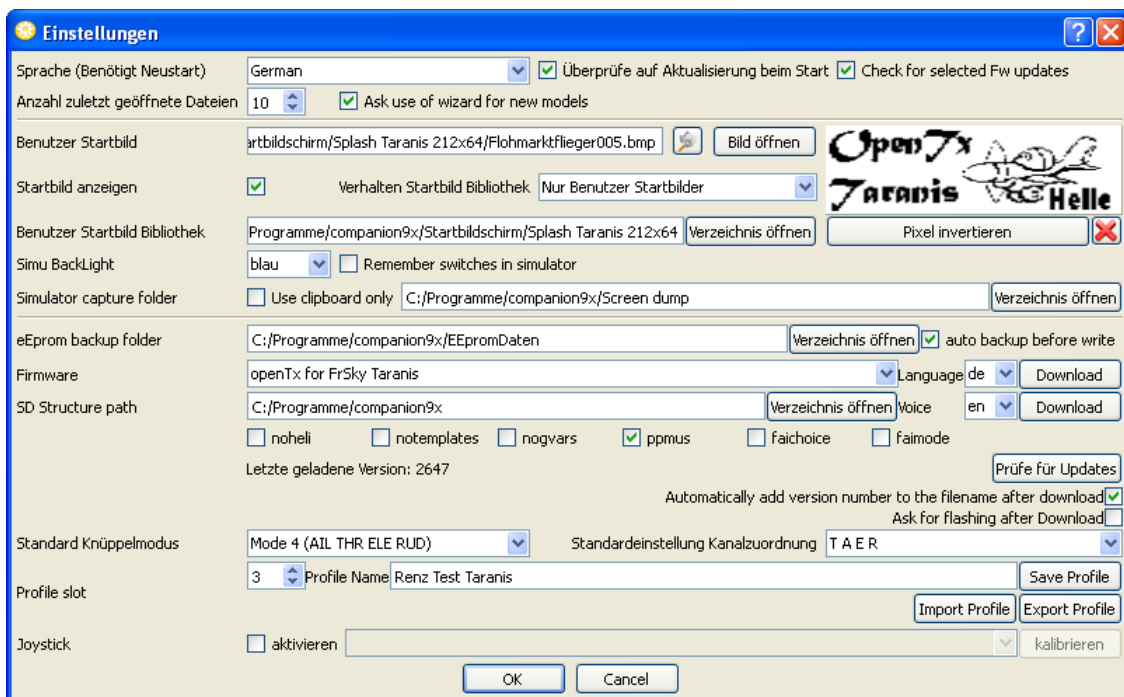 Einstellungen
Sprache (Benötigt Neustart) German Überprüfe auf Aktualisierung beim Start Check for selected Fw updates
Anzahl zuletzt geöffnete Dateien 10 Ask use of wizard for new models
Benutzer Startbild artbildschirm/Splash Taranis 212x64/Flohmarktflieger005.bmp Bild öffnen
OpenTx
Taranis Helle
Startbild anzeigen Verhalten Startbild Bibliothek Nur Benutzer Startbilder
Benutzer Startbild Bibliothek Programme/companion9x/Startbildschirm/Splash Taranis 212x64 Verzeichnis öffnen Pixel invertieren
Simu BackLight blau Remember switches in simulator
Simulator capture folder Use clipboard only C:/Programme/companion9x/Screen dump Verzeichnis öffnen
eEprom backup folder C:/Programme/companion9x/EEpromDaten Verzeichnis öffnen auto backup before write
Firmware openTx for FrSky Taranis Language de Download
SD Structure path C:/Programme/companion9x Verzeichnis öffnen Voice en Download
noheli notemplates nogvars ppmus faichoice faimode
Letzte geladene Version: 2647 Prüfe für Updates
Automatically add version number to the filename after download
Ask for flashing after Download
Standard Knüppelmodus Mode 4 (AIL THR ELE RUD) Standardeinstellung Kanalzuordnung T A E R
Profile slot 3 Profile Name Renz Test Taranis Save Profile
Import Profile Export Profile
Joystick aktivieren kalibrieren
OK Cancel